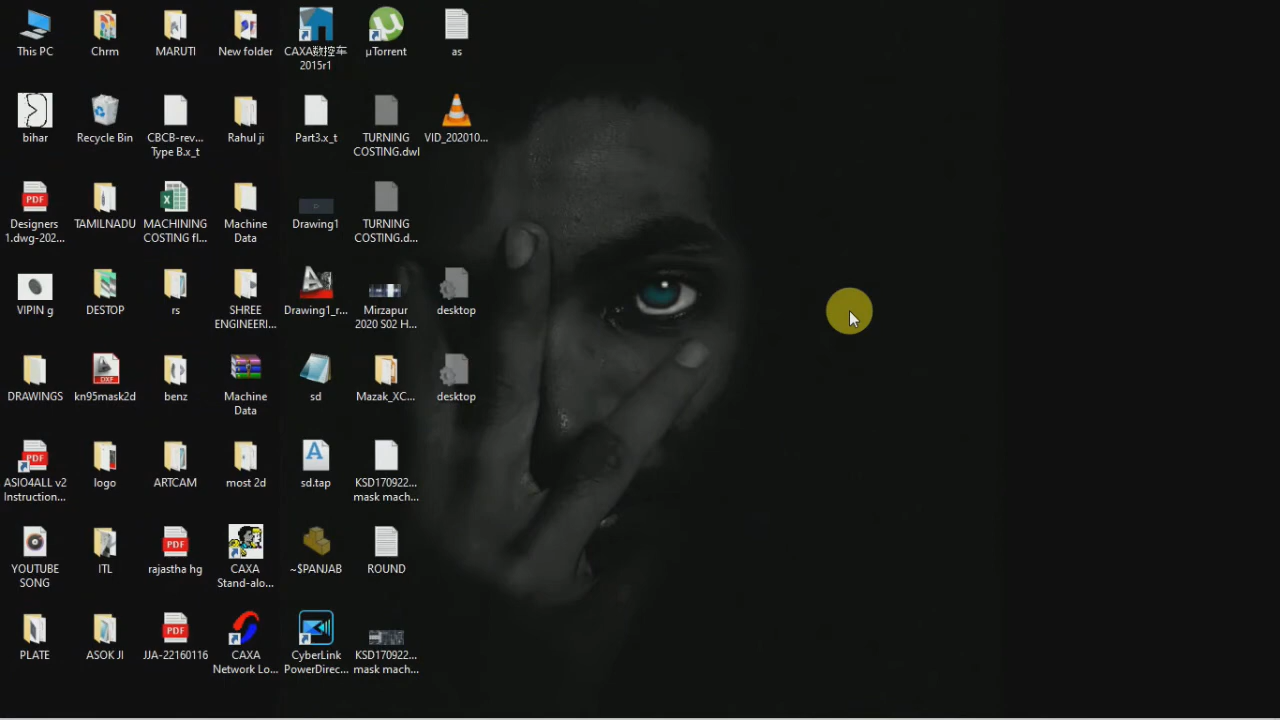 This PC
Chrm
MARUTI
New folder
CAXA数控车
2015r1
µTorrent
as
bihar
Recycle Bin
CBCB-rev...
Type B.x_t
Rahul ji
Part3.x_t
TURNING
COSTING.dwl
VID_202010...
PDF
Designers
1.dwg-202...
TAMILNADU
MACHINING
COSTING fl...
Machine
Data
Drawing1
TURNING
COSTING.d...
VIPIN g
DESTOP
rs
SHREE
ENGINEERI...
Drawing1_r...
Mirzapur
2020 S02 H...
desktop
DRAWINGS
DXF
kn95mask2d
benz
Machine
Data
sd
Mazak_XC...
desktop
PDF
ASIO4ALL v2
Instruction...
logo
ARTCAM
most 2d
sd.tap
KSD170922...
mask mach...
YOUTUBE
SONG
ITL
PDF
rajastha hg
CAXA
Stand-alo...
~$PANJAB
ROUND
PLATE
ASOK JI
PDF
JJA-22160116
CAXA
Network Lo...
CyberLink
PowerDirec...
KSD170922...
mask mach...